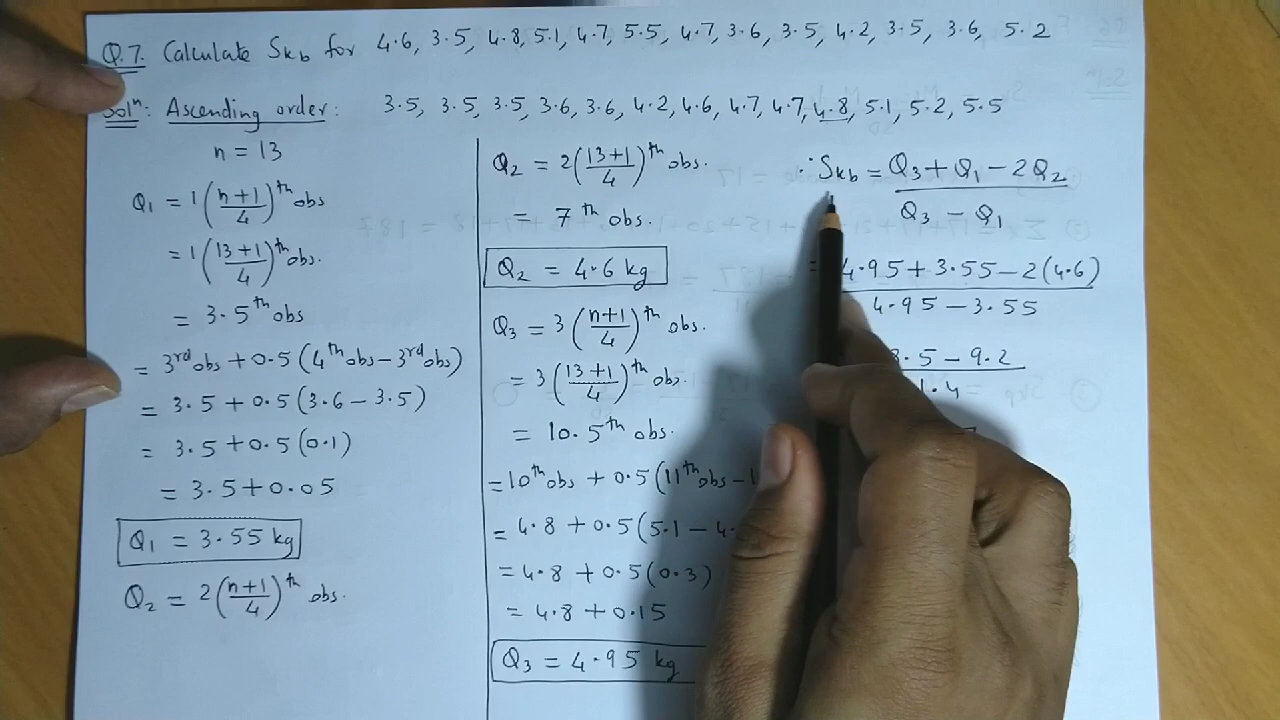 Q.7. Calculate Skb for 4.6, 3.5, 4.8, 5.1, 4.7, 5.5, 4.7, 3.6, 3.5, 4.2, 3.5, 3.6, 5.2
Solⁿ: Ascending order: 3.5, 3.5, 3.5, 3.6, 3.6, 4.2, 4.6, 4.7, 4.7, 4.8, 5.1, 5.2, 5.5
n = 13
Q₁ = 1((n+1)/4)ᵗʰ obs
= 1((13+1)/4)ᵗʰ obs.
= 3.5ᵗʰ obs
= 3ʳᵈ obs + 0.5(4ᵗʰ obs – 3ʳᵈ obs)
= 3.5 + 0.5(3.6 – 3.5)
= 3.5 + 0.5(0.1)
= 3.5 + 0.05
Q₁ = 3.55 kg
Q₂ = 2((n+1)/4)ᵗʰ obs.
Q₂ = 2((13+1)/4)ᵗʰ obs.
= 7ᵗʰ obs.
Q₂ = 4.6 kg
Q₃ = 3((n+1)/4)ᵗʰ obs.
= 3((13+1)/4)ᵗʰ obs.
= 10.5ᵗʰ obs.
= 10ᵗʰ obs + 0.5(11ᵗʰ obs –
= 4.8 + 0.5(5.1 – 4.
= 4.8 + 0.5(0.3)
= 4.8 + 0.15
Q₃ = 4.95 kg
∴ Skb = (Q₃ + Q₁ – 2Q₂)/(Q₃ – Q₁)
= (4.95 + 3.55 – 2(4.6))/(4.95 – 3.55)
8.5 – 9.2
1.4